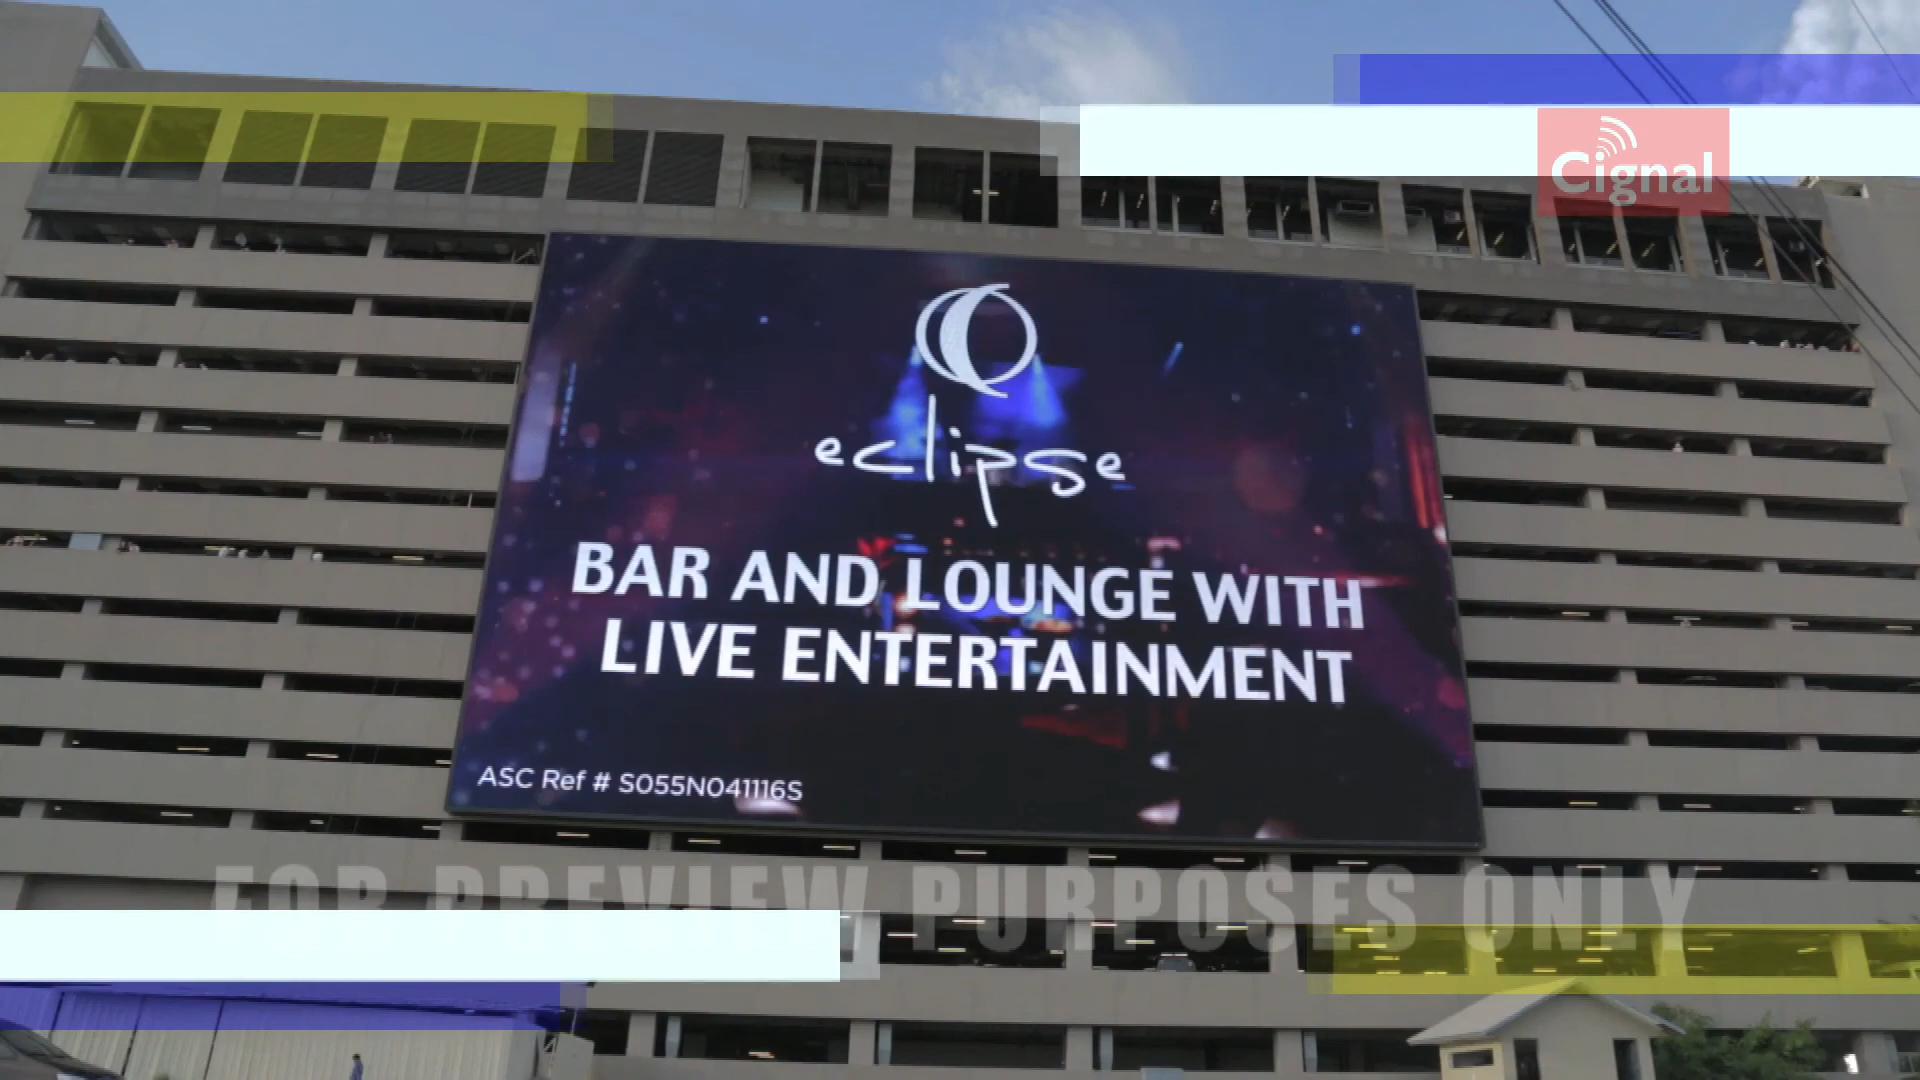 Cignal
eclipse
BAR AND LOUNGE WITH
LIVE ENTERTAINMENT
ASC Ref # S055N041116S
FOR PREVIEW PURPOSES ONLY